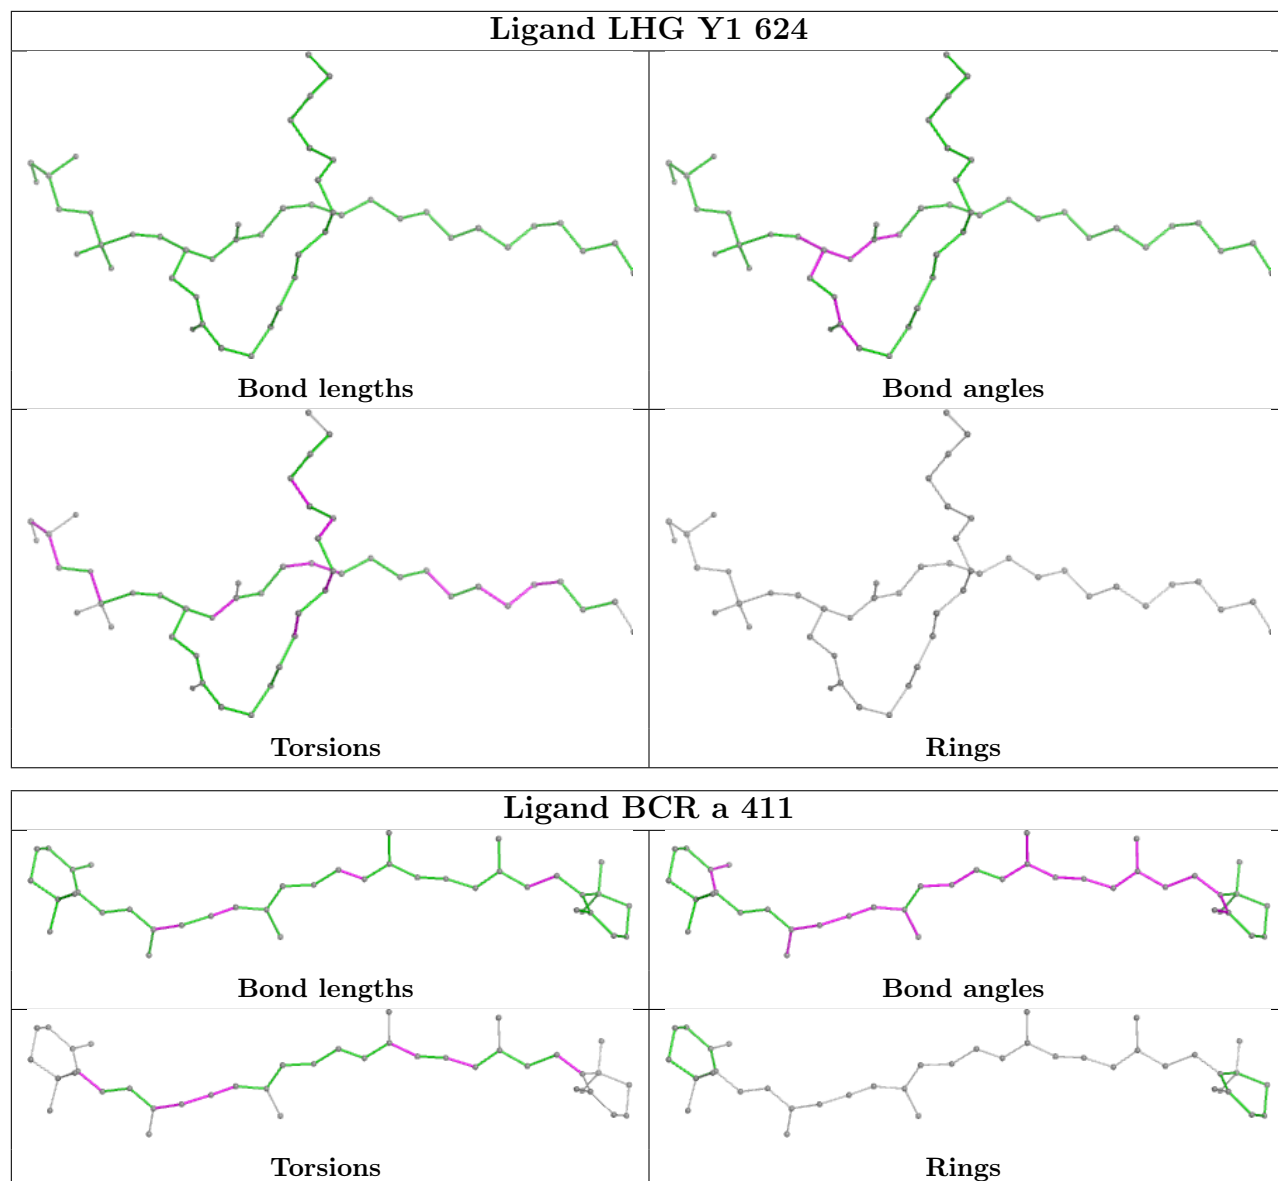 Ligand LHG Y1 624
Bond lengths
Bond angles
Torsions
Rings
Ligand BCR a 411
Bond lengths
Bond angles
Torsions
Rings